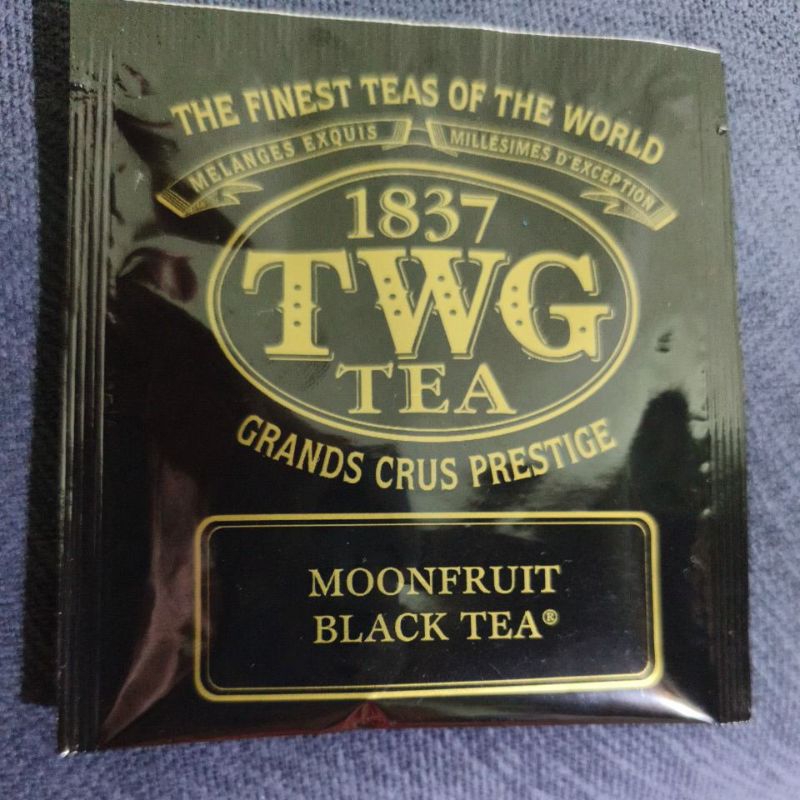 THE FINEST TEAS OF THE WORLD
MELANGES EXQUIS MILLÉSIMES D'EXCEPTION
1837
TWG
TEA
GRANDS CRUS PRESTIGE
MOONFRUIT
BLACK TEA®